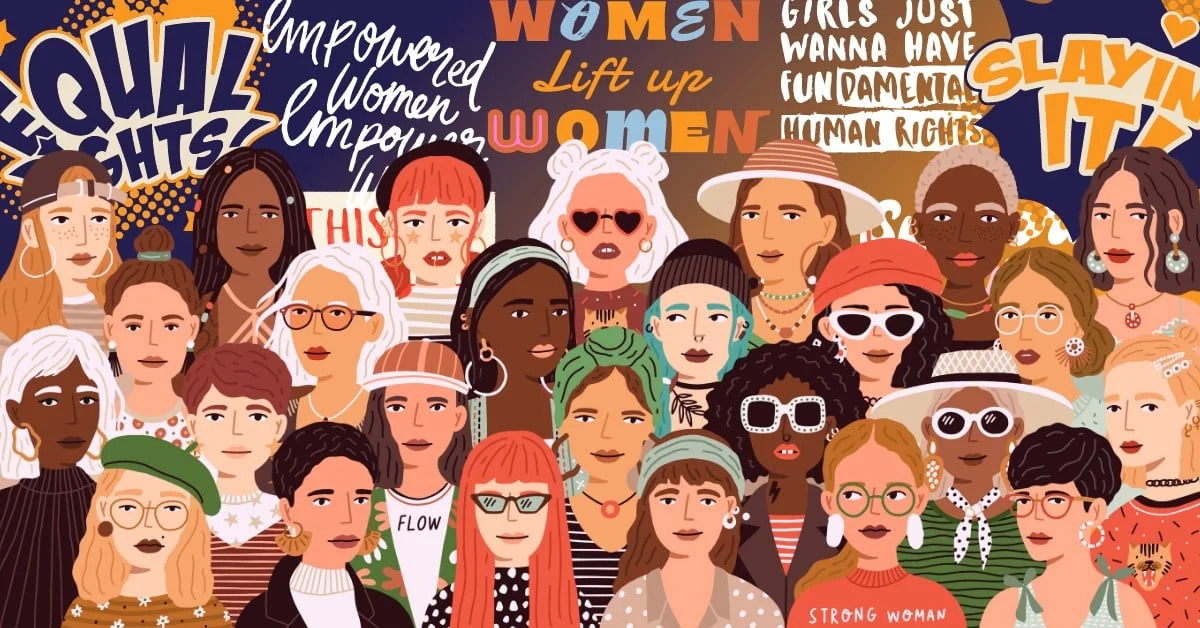 EQUAL
RIGHTS
Empowered
Women
Empower
WOMEN
Lift up
WOMEN
GIRLS JUST
WANNA HAVE
FUNDAMENTAL
HUMAN RIGHTS
SLAYIN
IT!
THIS
FLOW
STRONG WOMAN